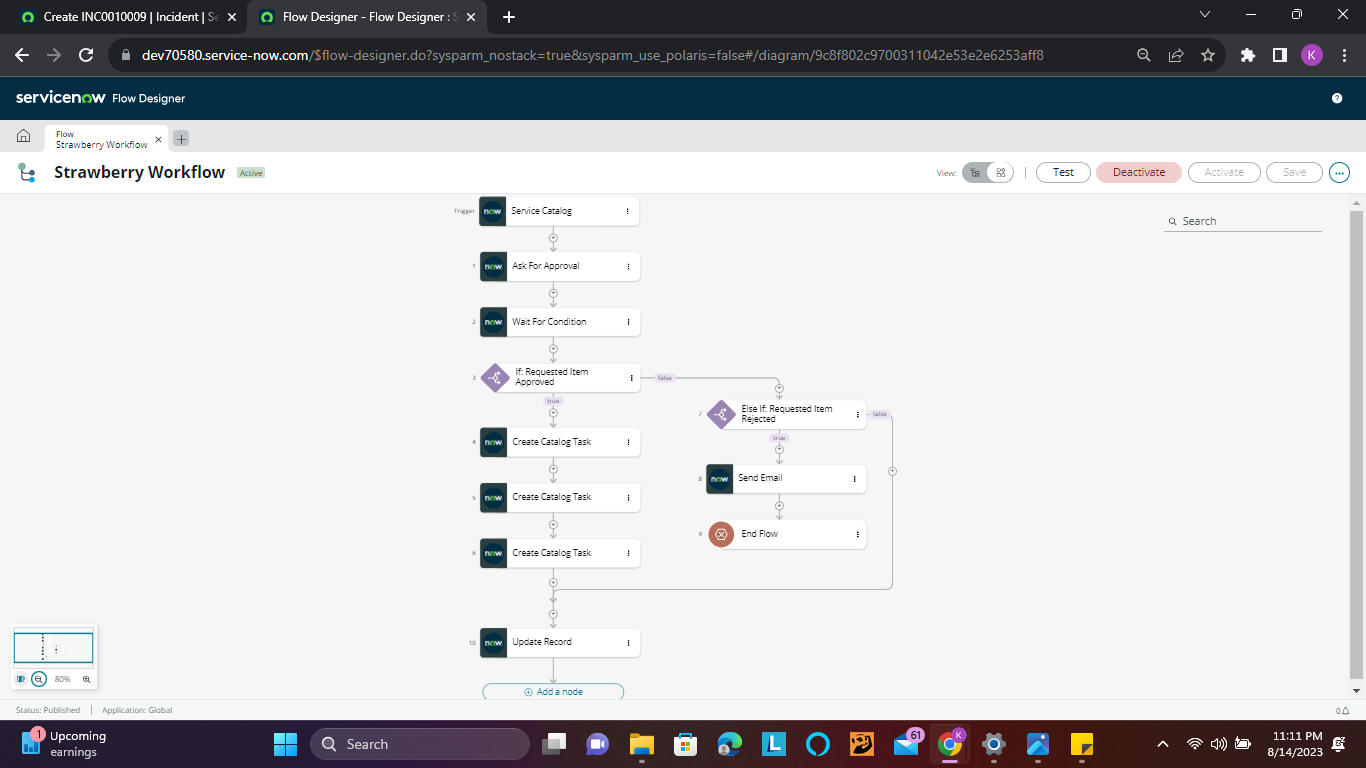 Create INC0010009 | Incident | Se
Flow Designer - Flow Designer : S
dev70580.service-now.com/$flow-designer.do?sysparm_nostack=true&sysparm_use_polaris=false#/diagram/9c8f802c9700311042e53e2e6253aff8
K
servicenow Flow Designer
?
Flow
Strawberry Workflow
Strawberry Workflow
Active
View:
Test
Deactivate
Activate
Save
Search
Trigger
now
Service Catalog
1
now
Ask For Approval
2
now
Wait For Condition
3
If: Requested Item
Approved
false
true
7
Else If: Requested Item
Rejected
false
true
4
now
Create Catalog Task
8
now
Send Email
5
now
Create Catalog Task
9
End Flow
6
now
Create Catalog Task
10
now
Update Record
Add a node
80%
Status: Published
Application: Global
0
1
Upcoming
earnings
Search
L
61
K
11:11 PM
8/14/2023